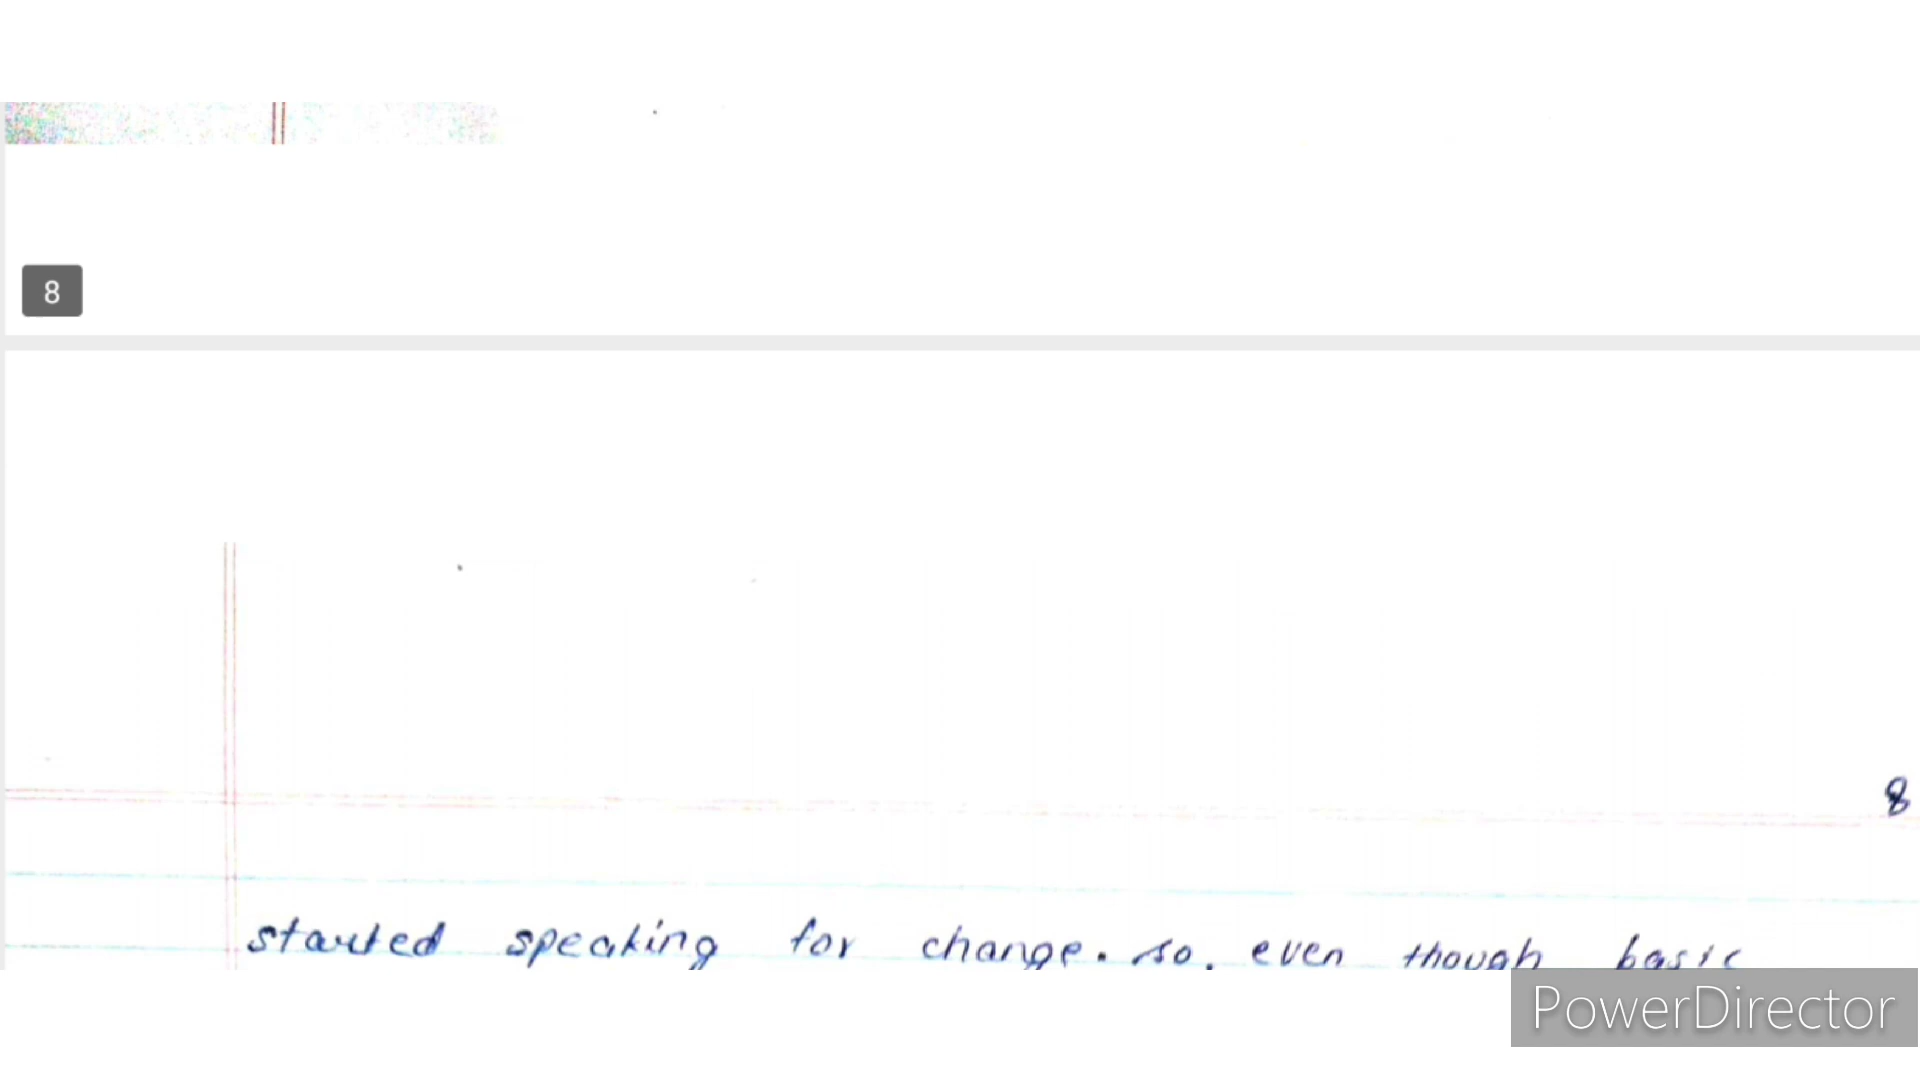 8
8
started speaking for change. so, even though basic
PowerDirector